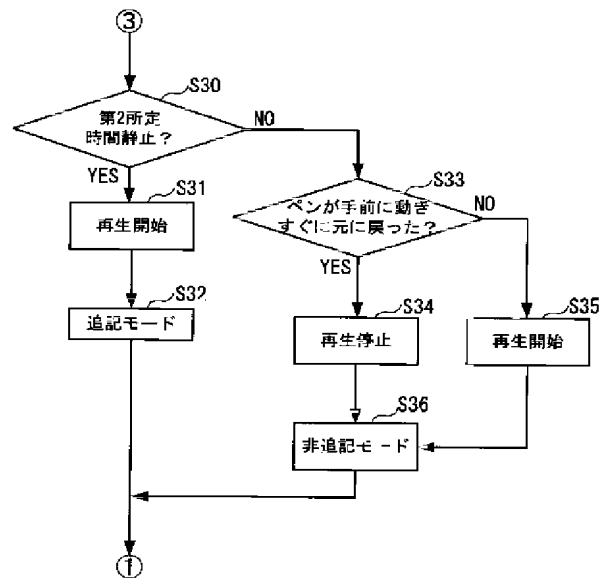 ③
S30
第2所定
時間静止？
NO
YES
S31
再生開始
S33
ペンが手前に動き
すぐに元に戻った？
NO
YES
S32
追記モード
S34
再生停止
S35
再生開始
S36
非追記モード
①